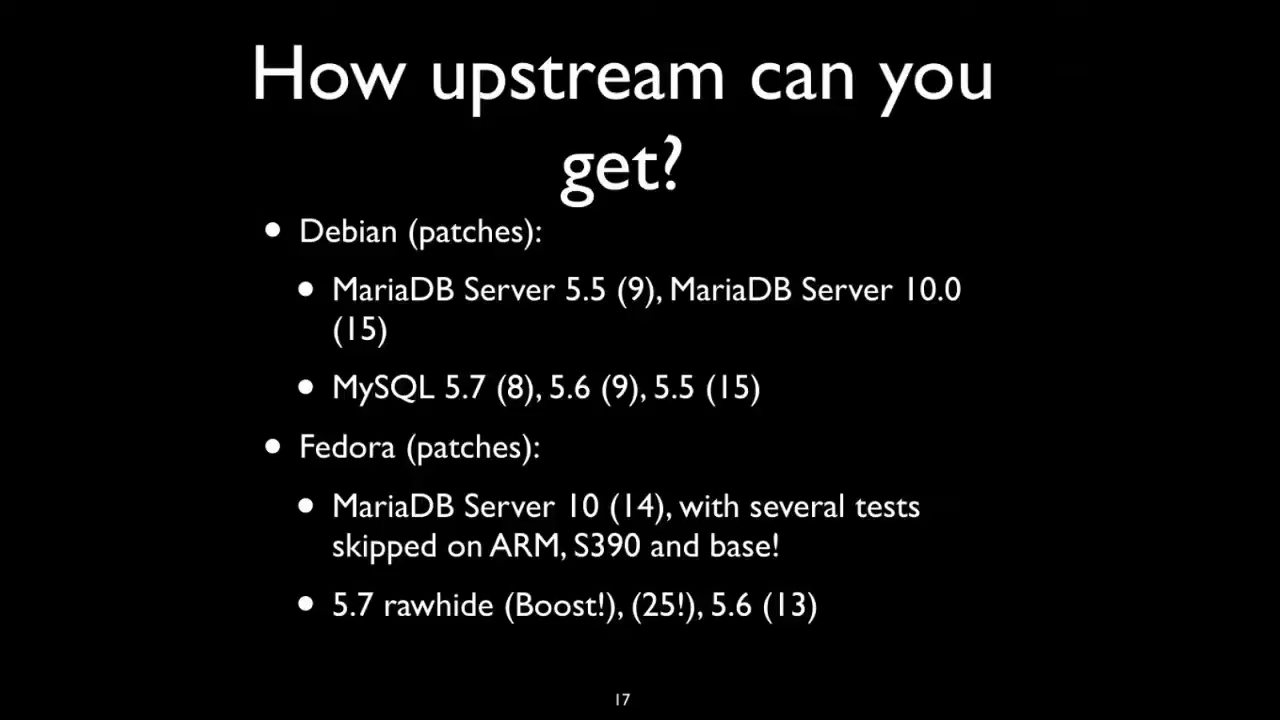 How upstream can you
get?
• Debian (patches):
• MariaDB Server 5.5 (9), MariaDB Server 10.0
(15)
• MySQL 5.7 (8), 5.6 (9), 5.5 (15)
• Fedora (patches):
• MariaDB Server 10 (14), with several tests
skipped on ARM, S390 and base!
• 5.7 rawhide (Boost!), (25!), 5.6 (13)
17